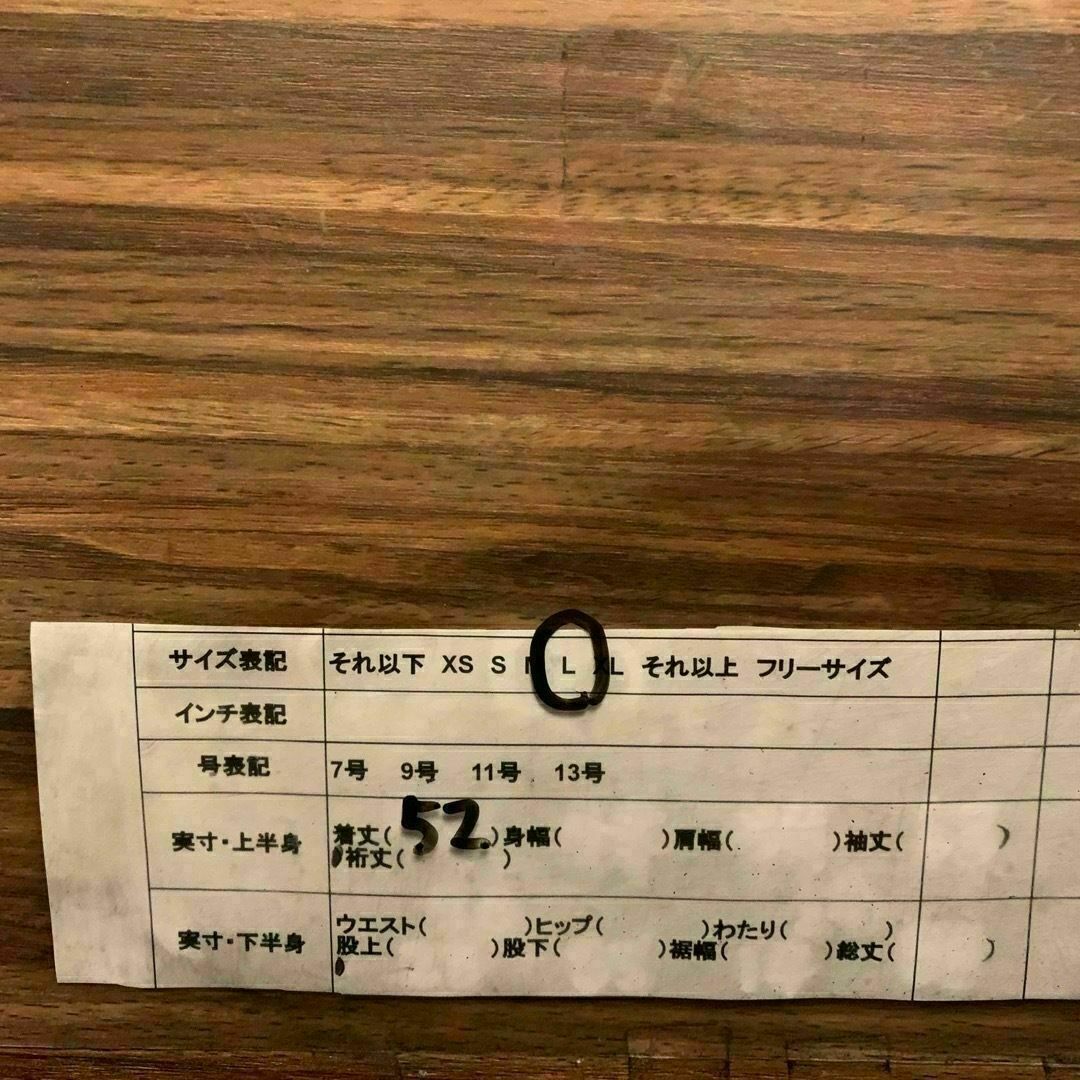 サイズ表記 それ以下 XS S M L XL それ以上 フリーサイズ
インチ表記
号表記 7号 9号 11号 13号
実寸・上半身 着丈( 52 )身幅( )肩幅( )袖丈( )
裄丈( )
実寸・下半身 ウエスト( )ヒップ( )わたり( )
股上( )股下( )裾幅( )総丈( )